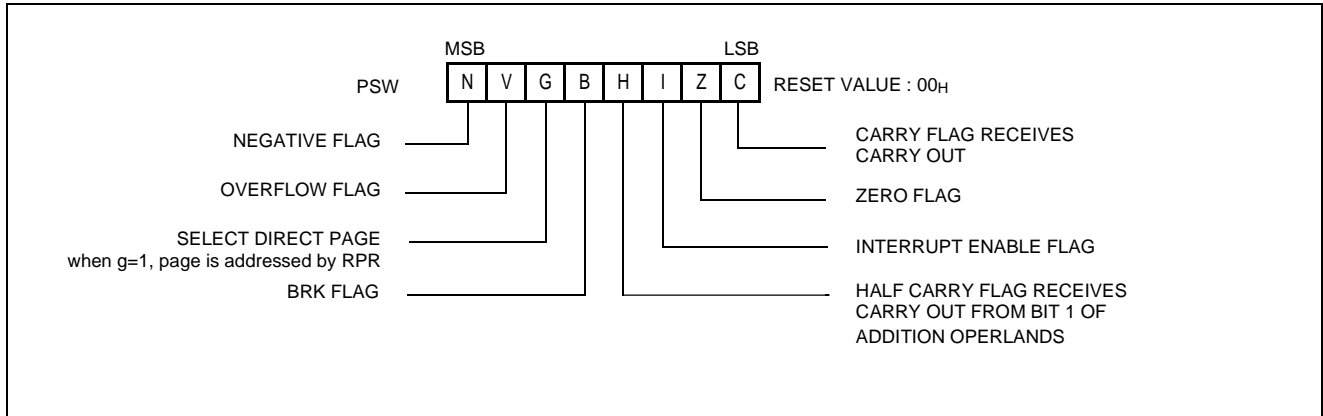 MSB LSB
PSW N V G B H I Z C RESET VALUE : 00H
NEGATIVE FLAG
OVERFLOW FLAG
SELECT DIRECT PAGE
when g=1, page is addressed by RPR
BRK FLAG
CARRY FLAG RECEIVES
CARRY OUT
ZERO FLAG
INTERRUPT ENABLE FLAG
HALF CARRY FLAG RECEIVES
CARRY OUT FROM BIT 1 OF
ADDITION OPERLANDS